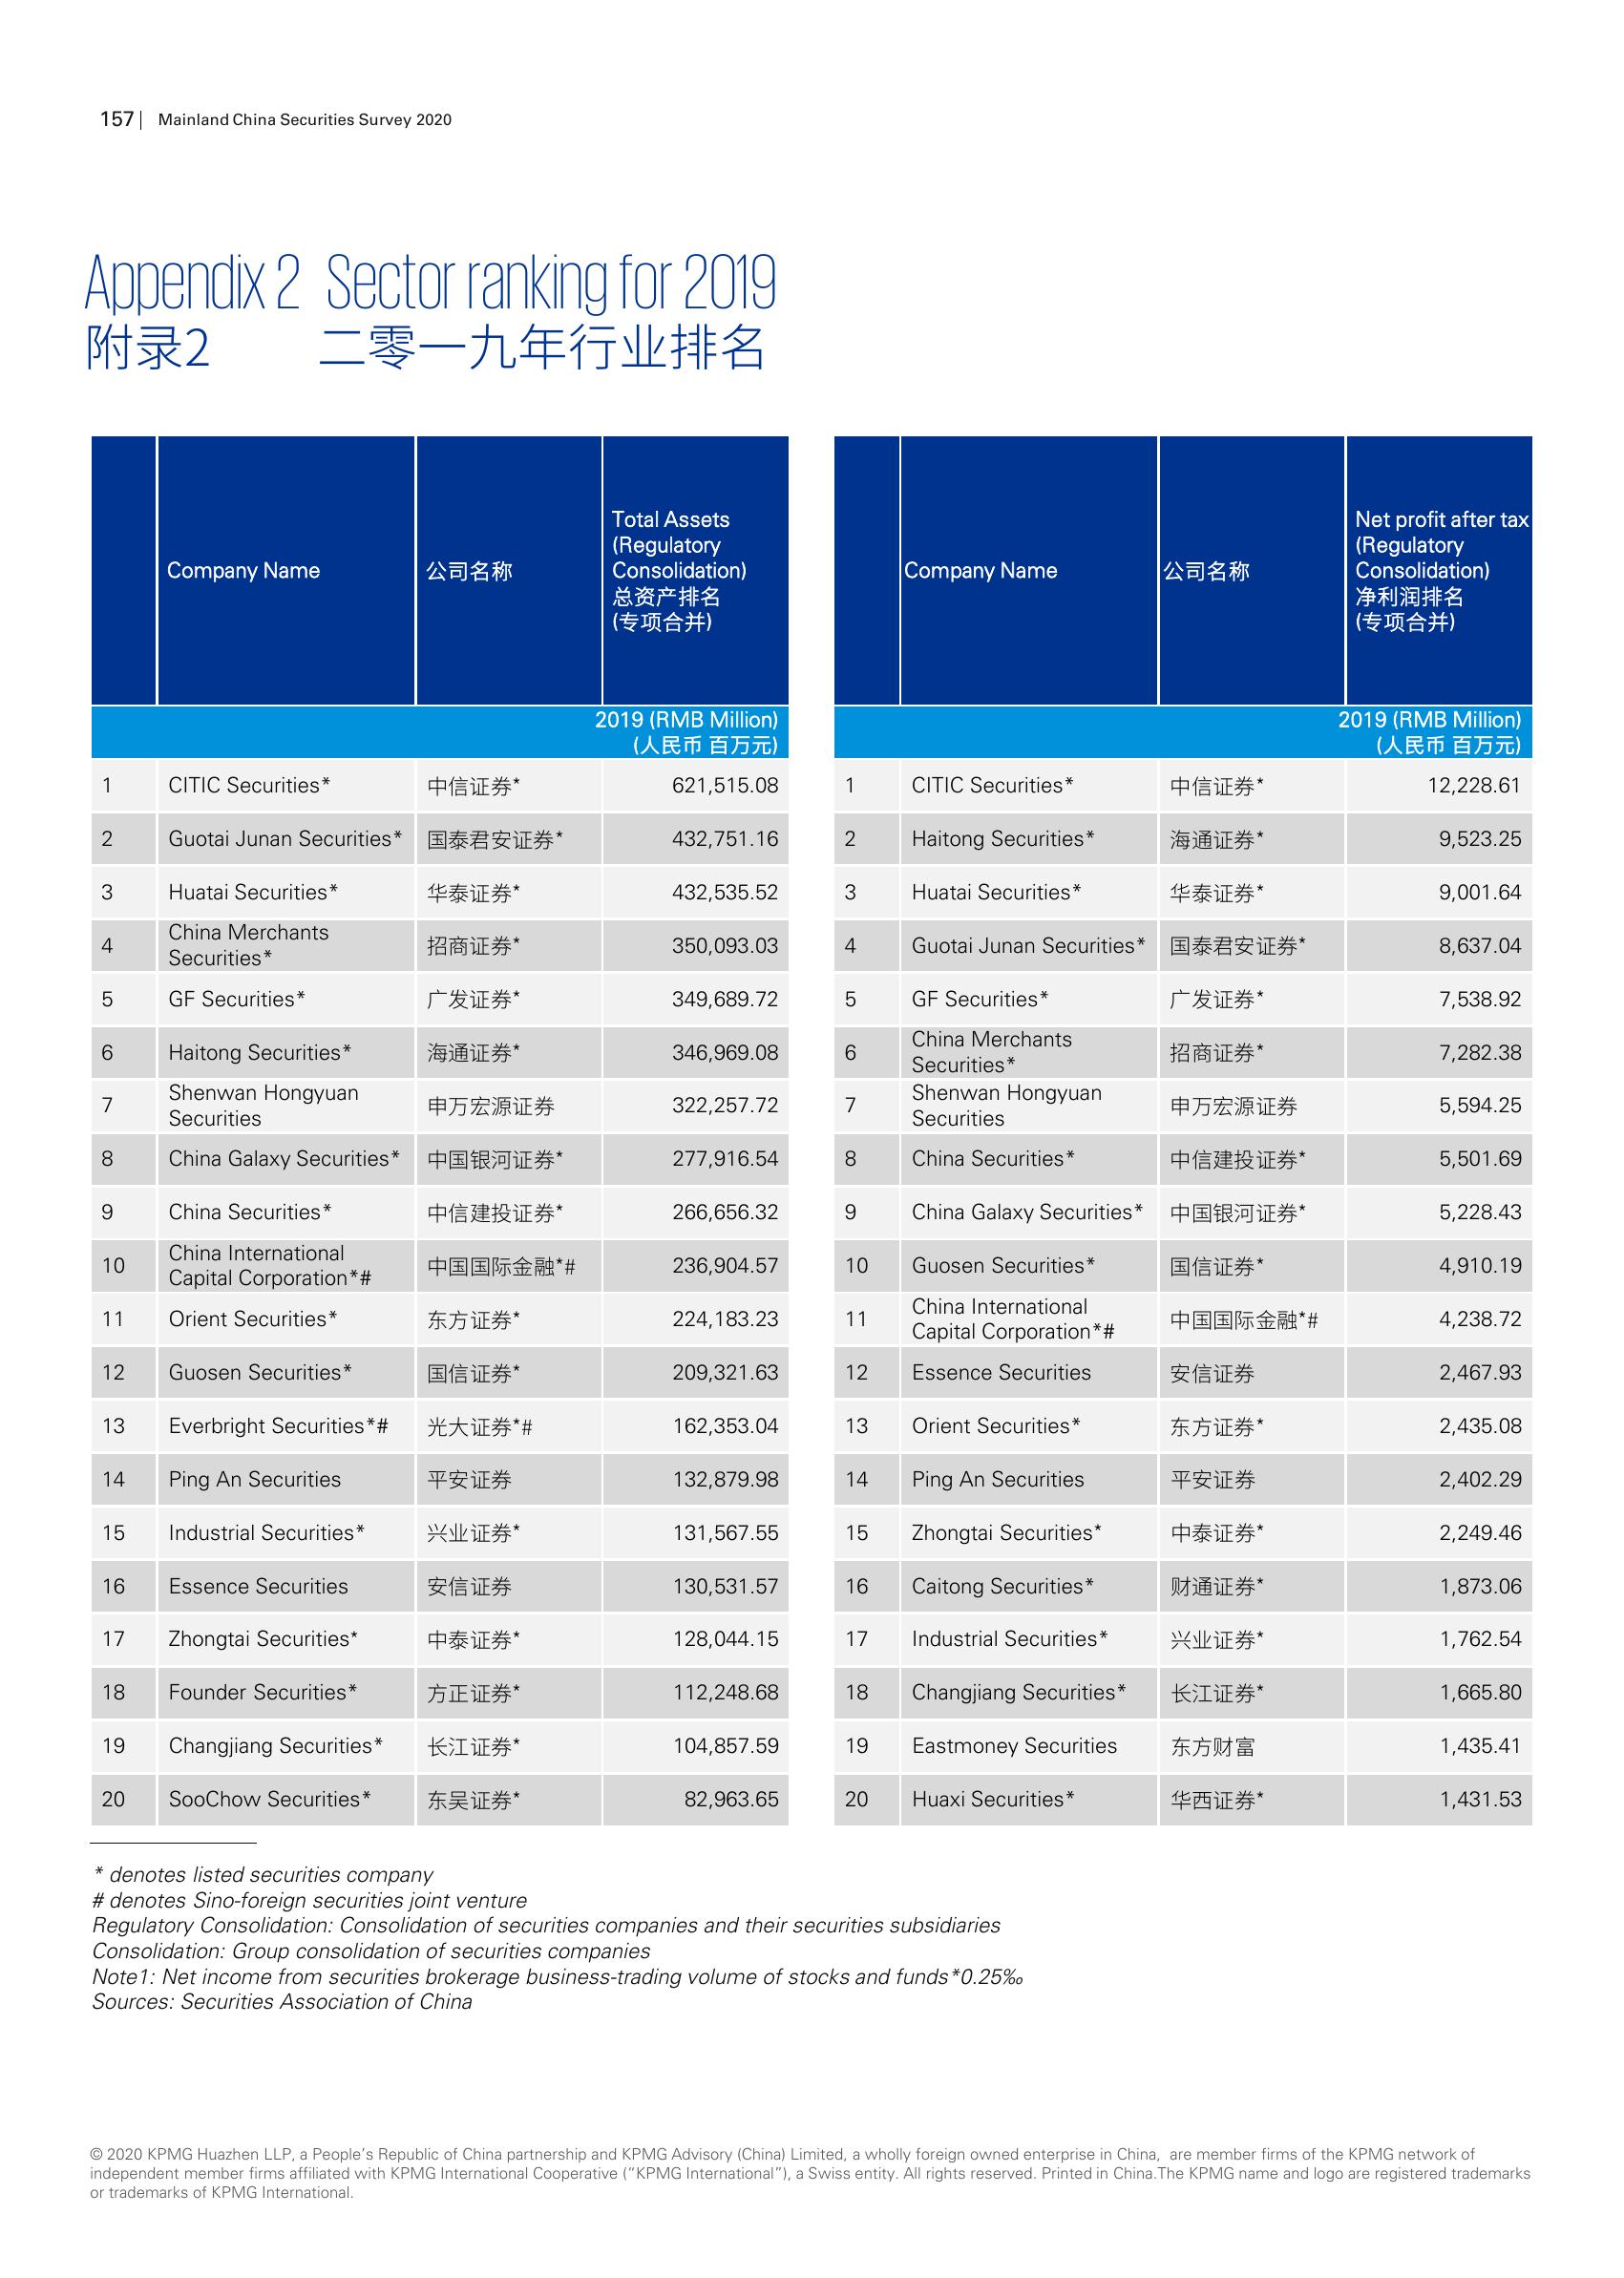 157 | Mainland China Securities Survey 2020
Appendix 2 Sector ranking for 2019
附录2 二零一九年行业排名
Company Name 公司名称 Total Assets
(Regulatory
Consolidation)
总资产排名
(专项合并)
2019 (RMB Million)
(人民币 百万元)
1 CITIC Securities* 中信证券* 621,515.08
2 Guotai Junan Securities* 国泰君安证券* 432,751.16
3 Huatai Securities* 华泰证券* 432,535.52
4 China Merchants
Securities* 招商证券* 350,093.03
5 GF Securities* 广发证券* 349,689.72
6 Haitong Securities* 海通证券* 346,969.08
7 Shenwan Hongyuan
Securities 申万宏源证券 322,257.72
8 China Galaxy Securities* 中国银河证券* 277,916.54
9 China Securities* 中信建投证券* 266,656.32
10 China International
Capital Corporation*# 中国国际金融*# 236,904.57
11 Orient Securities* 东方证券* 224,183.23
12 Guosen Securities* 国信证券* 209,321.63
13 Everbright Securities*# 光大证券*# 162,353.04
14 Ping An Securities 平安证券 132,879.98
15 Industrial Securities* 兴业证券* 131,567.55
16 Essence Securities 安信证券 130,531.57
17 Zhongtai Securities* 中泰证券* 128,044.15
18 Founder Securities* 方正证券* 112,248.68
19 Changjiang Securities* 长江证券* 104,857.59
20 SooChow Securities* 东吴证券* 82,963.65
Company Name 公司名称 Net profit after tax
(Regulatory
Consolidation)
净利润排名
(专项合并)
2019 (RMB Million)
(人民币 百万元)
1 CITIC Securities* 中信证券* 12,228.61
2 Haitong Securities* 海通证券* 9,523.25
3 Huatai Securities* 华泰证券* 9,001.64
4 Guotai Junan Securities* 国泰君安证券* 8,637.04
5 GF Securities* 广发证券* 7,538.92
6 China Merchants
Securities* 招商证券* 7,282.38
7 Shenwan Hongyuan
Securities 申万宏源证券 5,594.25
8 China Securities* 中信建投证券* 5,501.69
9 China Galaxy Securities* 中国银河证券* 5,228.43
10 Guosen Securities* 国信证券* 4,910.19
11 China International
Capital Corporation*# 中国国际金融*# 4,238.72
12 Essence Securities 安信证券 2,467.93
13 Orient Securities* 东方证券* 2,435.08
14 Ping An Securities 平安证券 2,402.29
15 Zhongtai Securities* 中泰证券* 2,249.46
16 Caitong Securities* 财通证券* 1,873.06
17 Industrial Securities* 兴业证券* 1,762.54
18 Changjiang Securities* 长江证券* 1,665.80
19 Eastmoney Securities 东方财富 1,435.41
20 Huaxi Securities* 华西证券* 1,431.53
* denotes listed securities company
# denotes Sino-foreign securities joint venture
Regulatory Consolidation: Consolidation of securities companies and their securities subsidiaries
Consolidation: Group consolidation of securities companies
Note1: Net income from securities brokerage business-trading volume of stocks and funds*0.25‰
Sources: Securities Association of China
© 2020 KPMG Huazhen LLP, a People’s Republic of China partnership and KPMG Advisory (China) Limited, a wholly foreign owned enterprise in China, are member firms of the KPMG network of
independent member firms affiliated with KPMG International Cooperative (“KPMG International”), a Swiss entity. All rights reserved. Printed in China.The KPMG name and logo are registered trademarks
or trademarks of KPMG International.